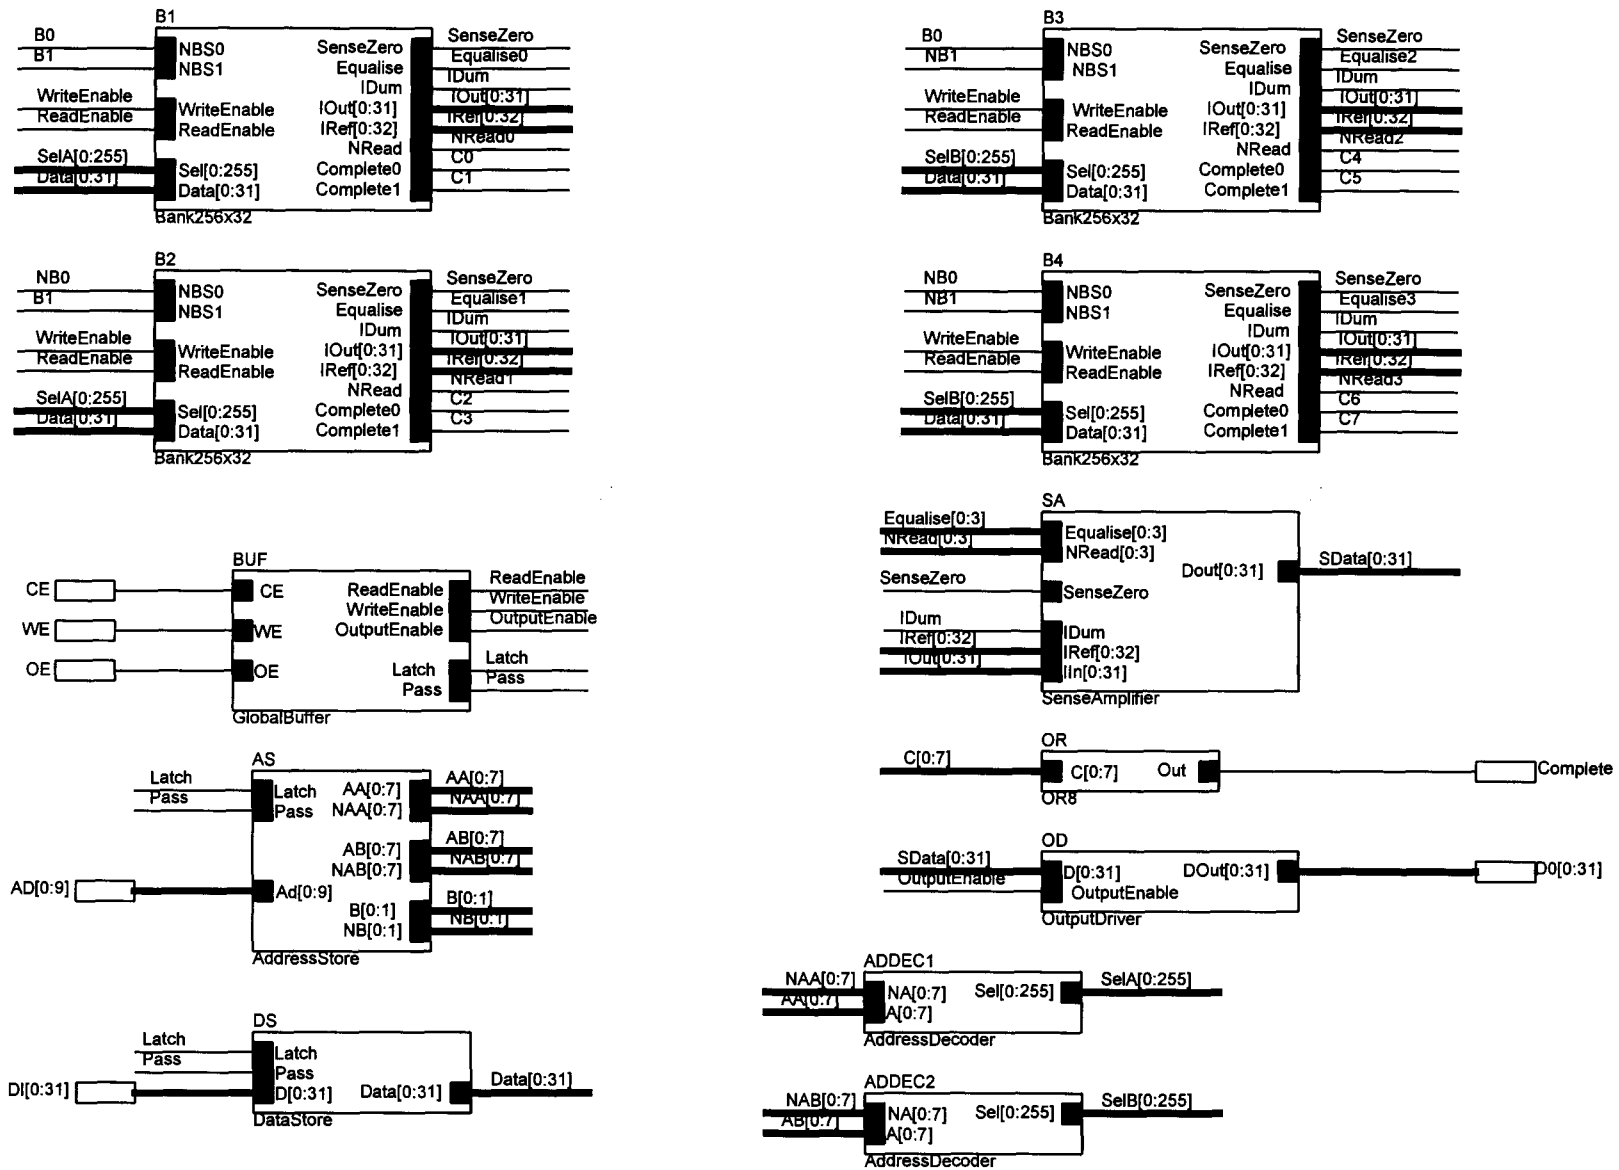 B1
B0
B1
NBS0
NBS1
WriteEnable
ReadEnable
WriteEnable
ReadEnable
SelA[0:255]
Data[0:31]
Sel[0:255]
Data[0:31]
SenseZero
Equalise
IDum
IOut[0:31]
IRef[0:32]
NRead
Complete0
Complete1
SenseZero
Equalise0
IDum
IOut[0:31]
IRef[0:32]
NRead0
C0
C1
Bank256x32
B3
B0
NB1
NBS0
NBS1
WriteEnable
ReadEnable
WriteEnable
ReadEnable
SelB[0:255]
Data[0:31]
Sel[0:255]
Data[0:31]
SenseZero
Equalise
IDum
IOut[0:31]
IRef[0:32]
NRead
Complete0
Complete1
SenseZero
Equalise2
IDum
IOut[0:31]
IRef[0:32]
NRead2
C4
C5
Bank256x32
B2
NB0
B1
NBS0
NBS1
WriteEnable
ReadEnable
WriteEnable
ReadEnable
SelA[0:255]
Data[0:31]
Sel[0:255]
Data[0:31]
SenseZero
Equalise
IDum
IOut[0:31]
IRef[0:32]
NRead
Complete0
Complete1
SenseZero
Equalise1
IDum
IOut[0:31]
IRef[0:32]
NRead1
C2
C3
Bank256x32
B4
NB0
NB1
NBS0
NBS1
WriteEnable
ReadEnable
WriteEnable
ReadEnable
SelB[0:255]
Data[0:31]
Sel[0:255]
Data[0:31]
SenseZero
Equalise
IDum
IOut[0:31]
IRef[0:32]
NRead
Complete0
Complete1
SenseZero
Equalise3
IDum
IOut[0:31]
IRef[0:32]
NRead3
C6
C7
Bank256x32
BUF
CE
WE
OE
CE
WE
OE
ReadEnable
WriteEnable
OutputEnable
Latch
Pass
ReadEnable
WriteEnable
OutputEnable
Latch
Pass
GlobalBuffer
SA
Equalise[0:3]
NRead[0:3]
SenseZero
IDum
IRef[0:32]
IOut[0:31]
Equalise[0:3]
NRead[0:3]
SenseZero
IDum
IRef[0:32]
IIn[0:31]
Dout[0:31]
SData[0:31]
SenseAmplifier
OR
C[0:7]
C[0:7]
Out
Complete
OR8
AS
Latch
Pass
AD[0:9]
Latch
Pass
Ad[0:9]
AA[0:7]
NAA[0:7]
AB[0:7]
NAB[0:7]
B[0:1]
NB[0:1]
AA[0:7]
NAA[0:7]
AB[0:7]
NAB[0:7]
B[0:1]
NB[0:1]
AddressStore
OD
SData[0:31]
OutputEnable
D[0:31]
OutputEnable
DOut[0:31]
D0[0:31]
OutputDriver
ADDEC1
NAA[0:7]
AA[0:7]
NA[0:7]
A[0:7]
Sel[0:255]
SelA[0:255]
AddressDecoder
DS
Latch
Pass
DI[0:31]
Latch
Pass
D[0:31]
Data[0:31]
Data[0:31]
DataStore
ADDEC2
NAB[0:7]
AB[0:7]
NA[0:7]
A[0:7]
Sel[0:255]
SelB[0:255]
AddressDecoder